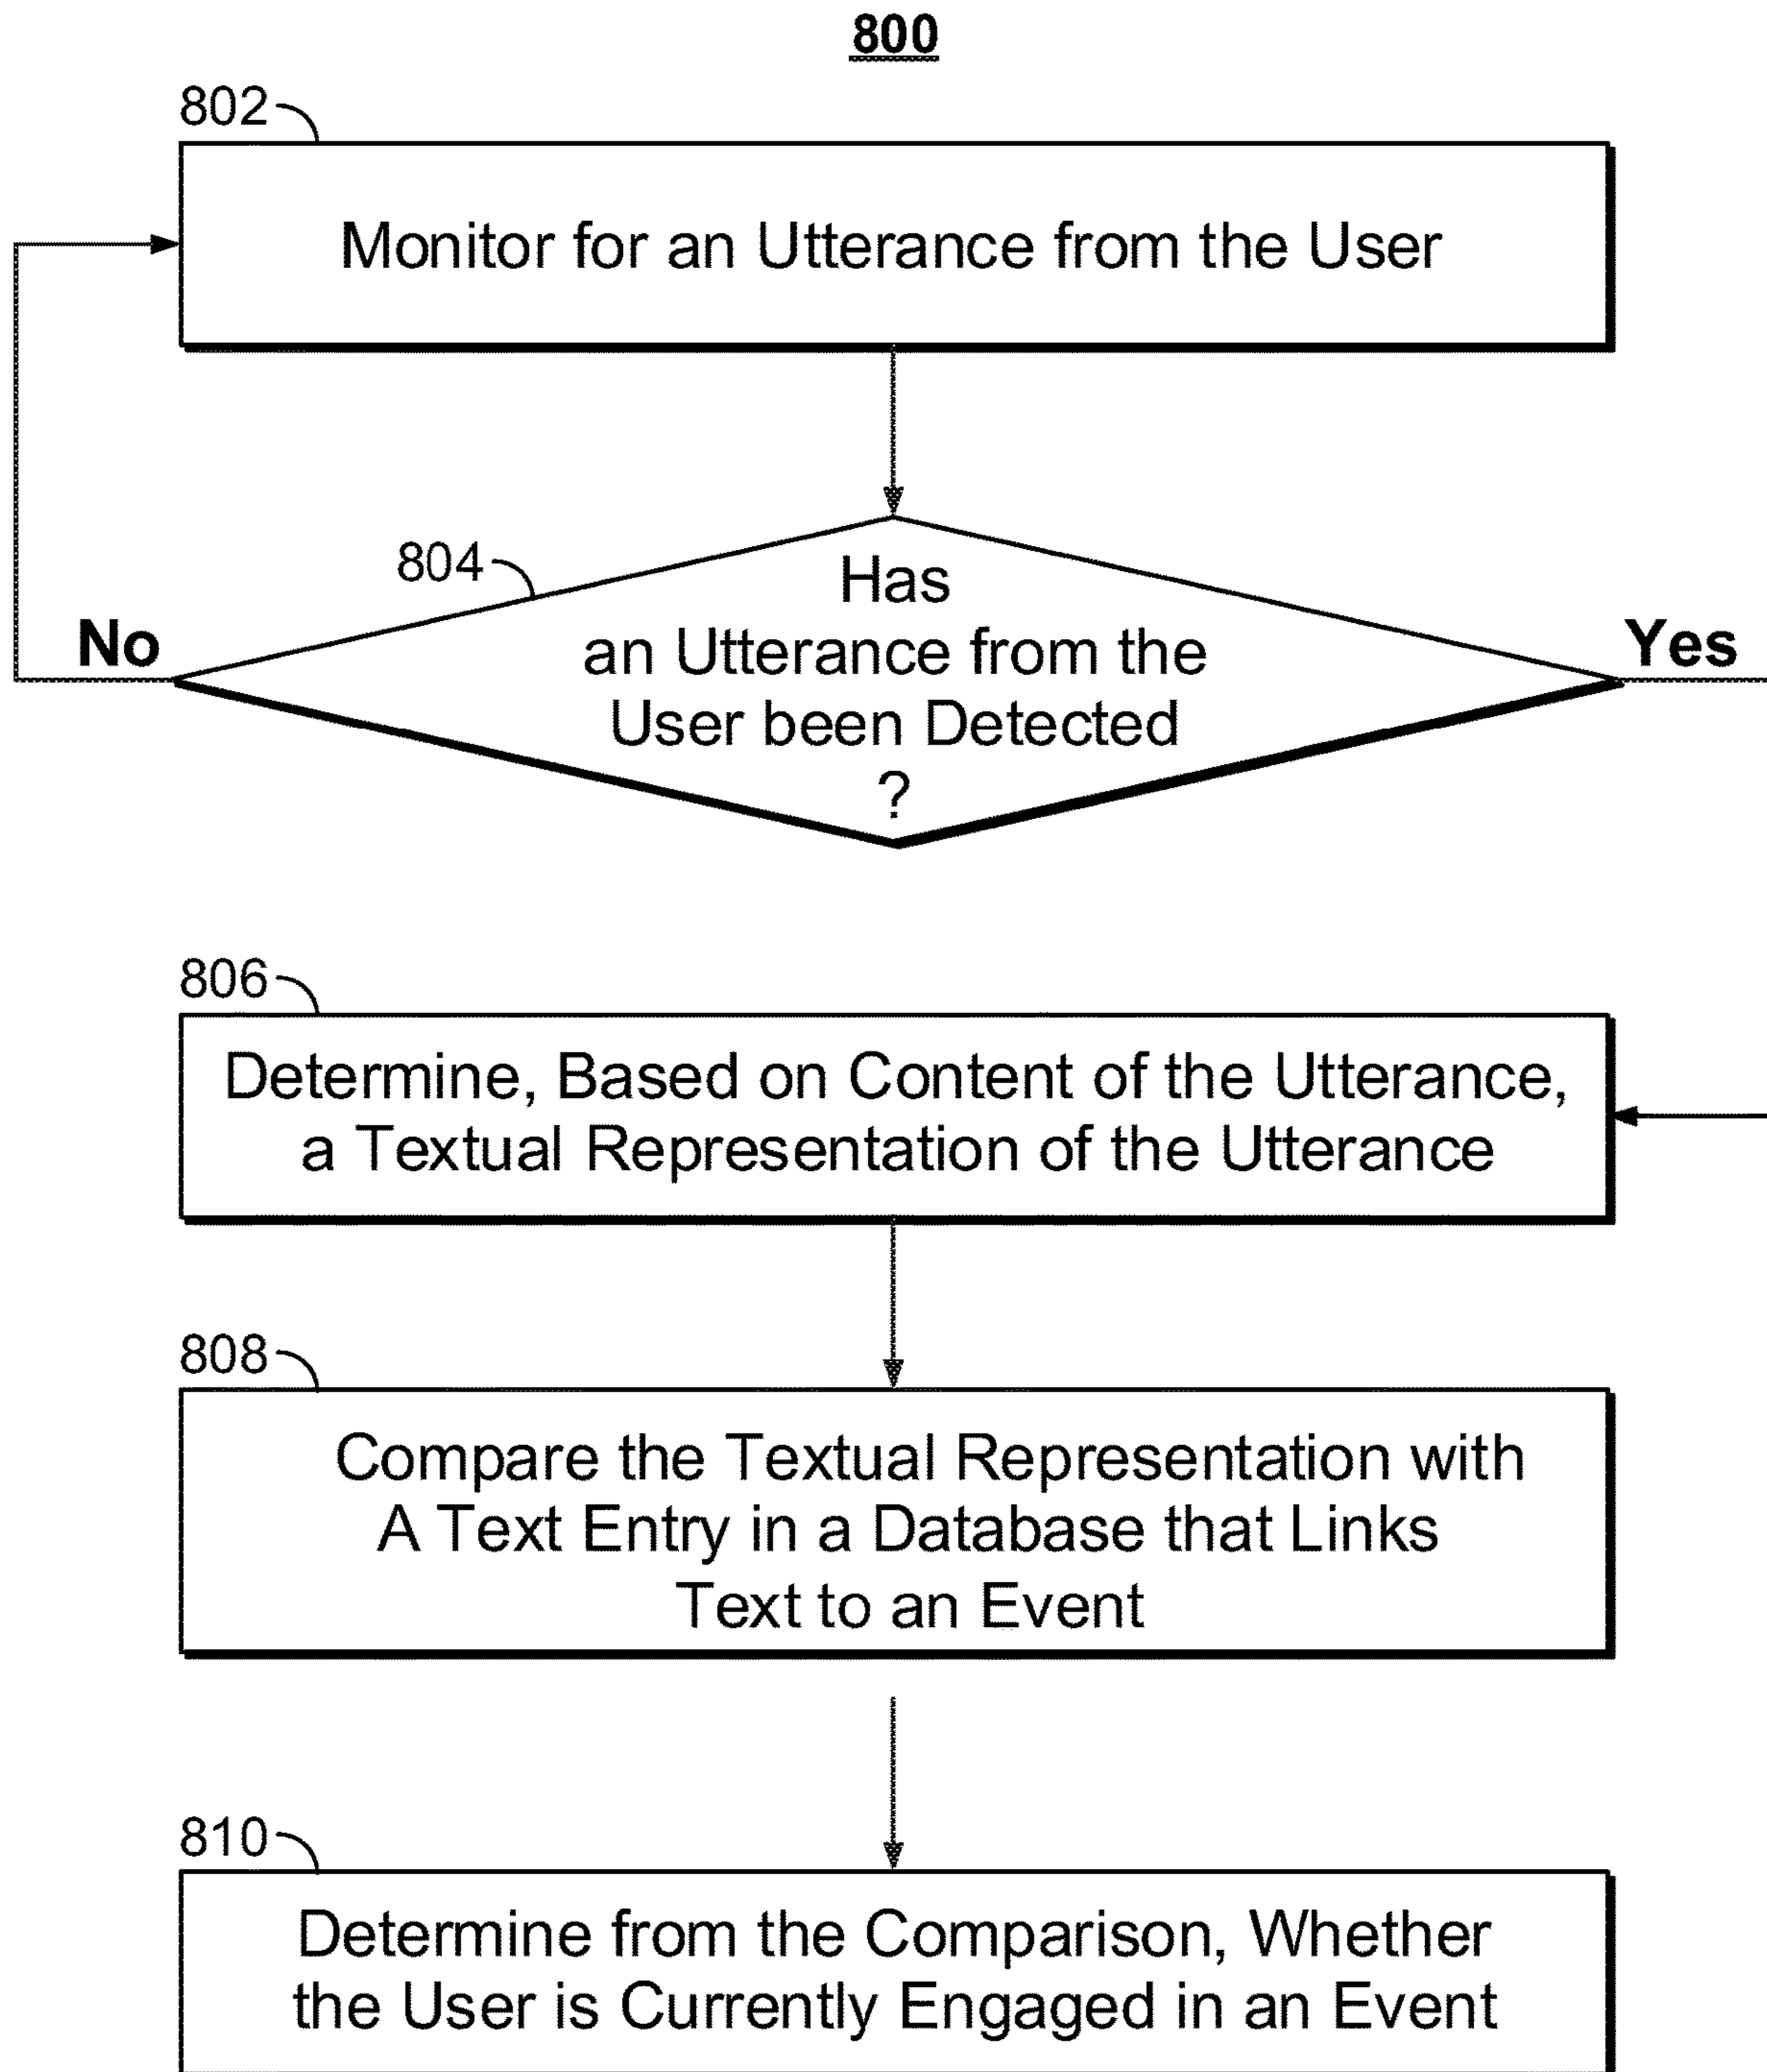 800
802
Monitor for an Utterance from the User
804
Has
an Utterance from the
User been Detected
?
No
Yes
806
Determine, Based on Content of the Utterance,
a Textual Representation of the Utterance
808
Compare the Textual Representation with
A Text Entry in a Database that Links
Text to an Event
810
Determine from the Comparison, Whether
the User is Currently Engaged in an Event